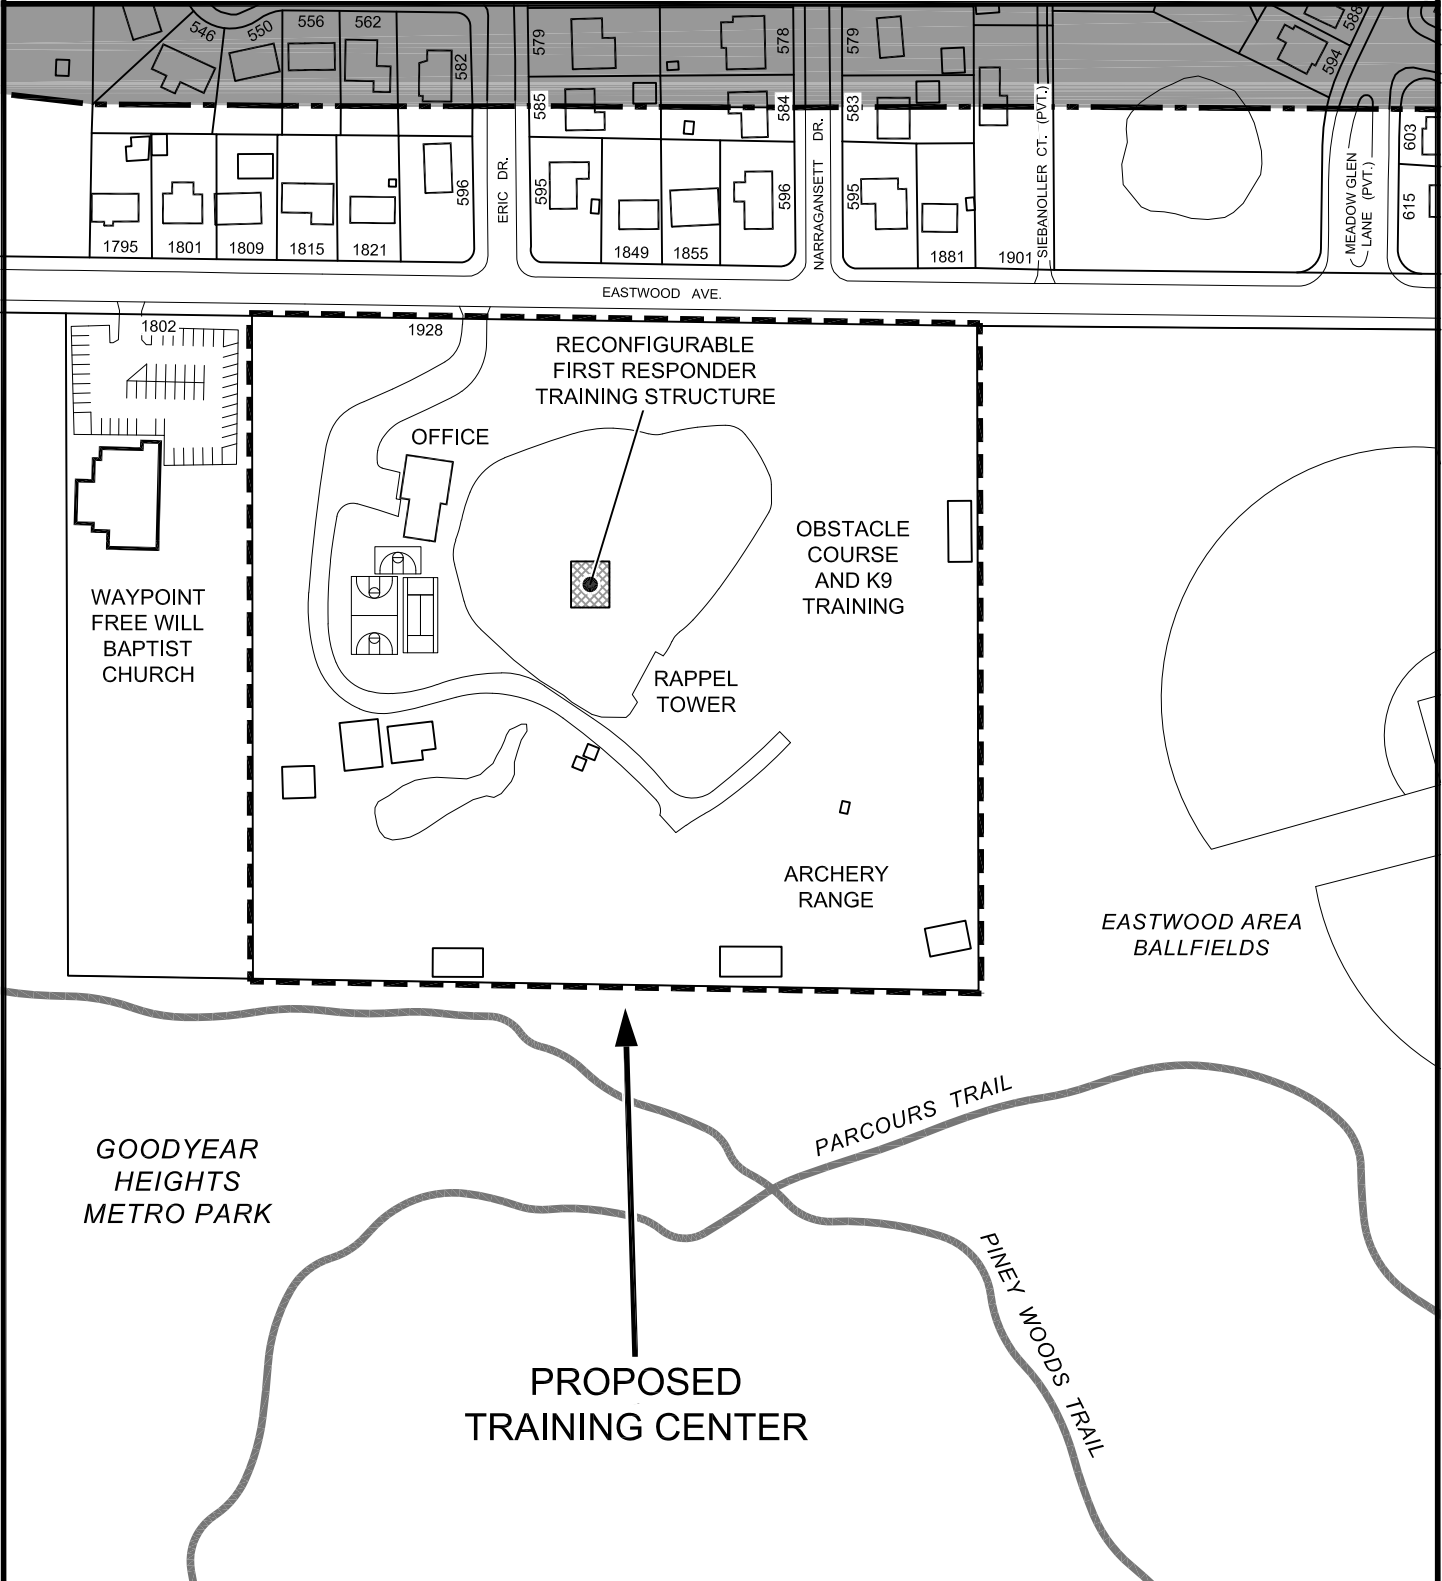 546
550
556
562
582
579
578
579
588
594
585
584
583
603
596
595
596
595
615
ERIC DR.
NARRAGANSETT DR.
SIEBANOLLER CT. (PVT.)
MEADOW GLEN
LANE (PVT.)
1795
1801
1809
1815
1821
1849
1855
1881
1901
EASTWOOD AVE.
1802
1928
RECONFIGURABLE
FIRST RESPONDER
TRAINING STRUCTURE
OFFICE
OBSTACLE
COURSE
AND K9
TRAINING
WAYPOINT
FREE WILL
BAPTIST
CHURCH
RAPPEL
TOWER
ARCHERY
RANGE
EASTWOOD AREA
BALLFIELDS
PARCOURS TRAIL
GOODYEAR
HEIGHTS
METRO PARK
PINEY WOODS TRAIL
PROPOSED
TRAINING CENTER